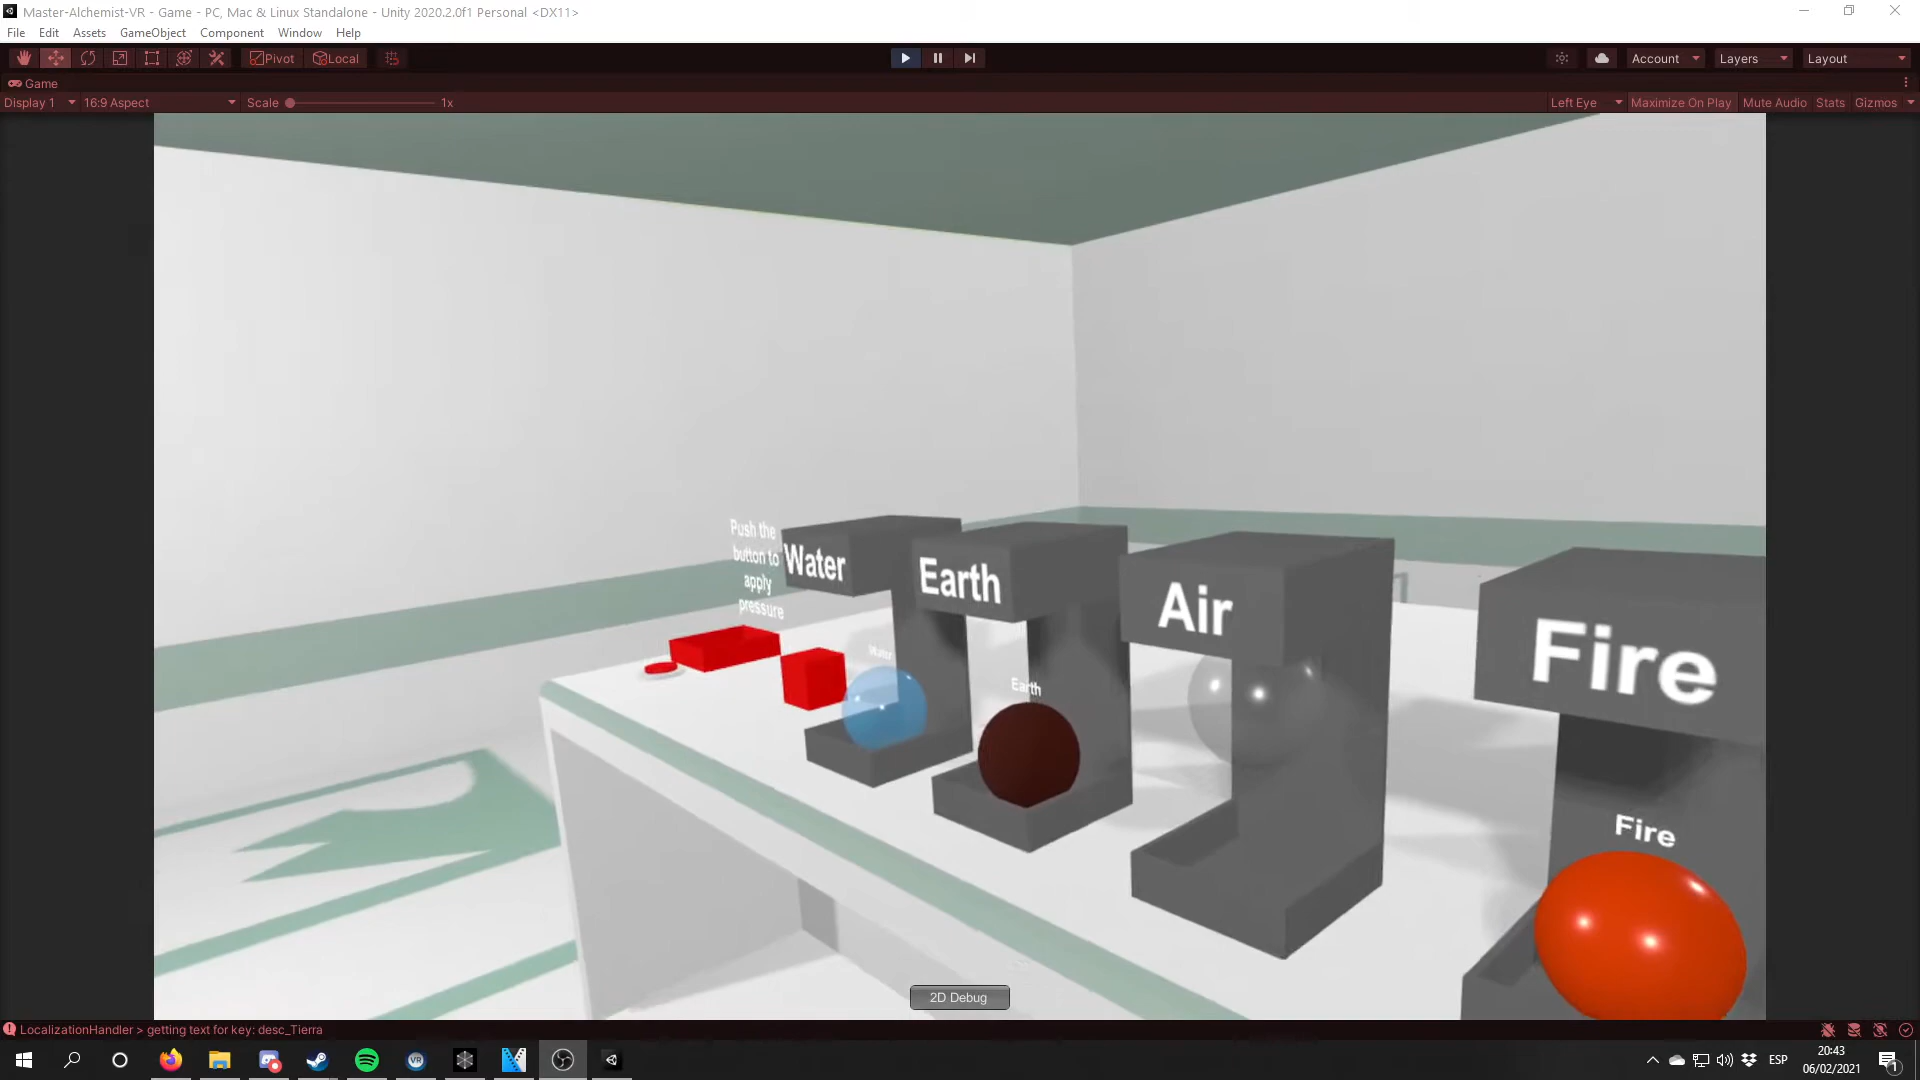 Master-Alchemist-VR - Game - PC, Mac & Linux Standalone - Unity 2020.2.0f1 Personal <DX11>
File Edit Assets GameObject Component Window Help
Pivot Local Account Layers Layout
Game
Display 1 16:9 Aspect Scale 1x Left Eye Maximize On Play Mute Audio Stats Gizmos
Push the
button to
apply
pressure
Water
Earth
Air
Fire
Water
Earth
Fire
2D Debug
LocalizationHandler > getting text for key: desc_Tierra
VR
ESP
20:43
06/02/2021
1